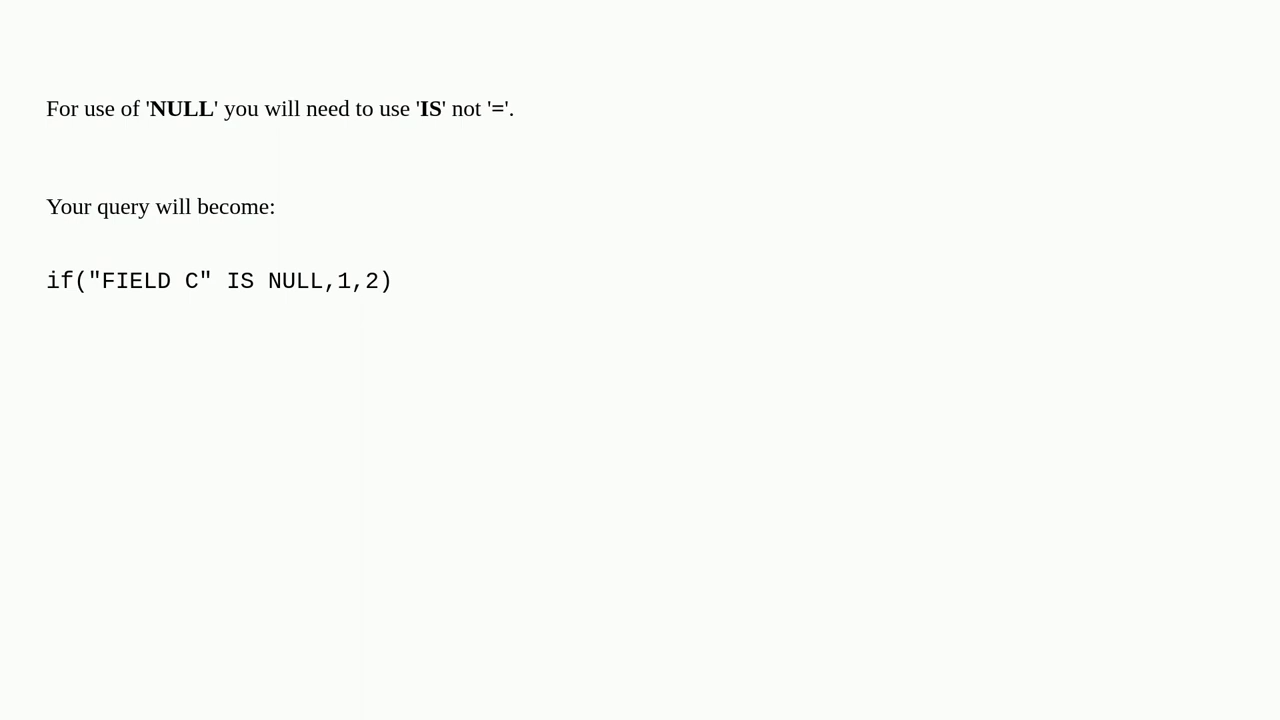 For use of 'NULL' you will need to use 'IS' not '='.
Your query will become:
if("FIELD C" IS NULL,1,2)